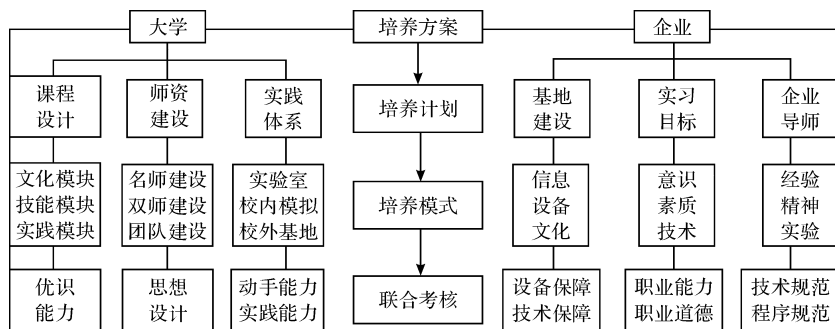 大学
培养方案
企业
课程
设计
师资
建设
实践
体系
培养计划
基地
建设
实习
目标
企业
导师
文化模块
技能模块
实践模块
名师建设
双师建设
团队建设
实验室
校内模拟
校外基地
培养模式
信息
设备
文化
意识
素质
技术
经验
精神
实验
优识
能力
思想
设计
动手能力
实践能力
联合考核
设备保障
技术保障
职业能力
职业道德
技术规范
程序规范